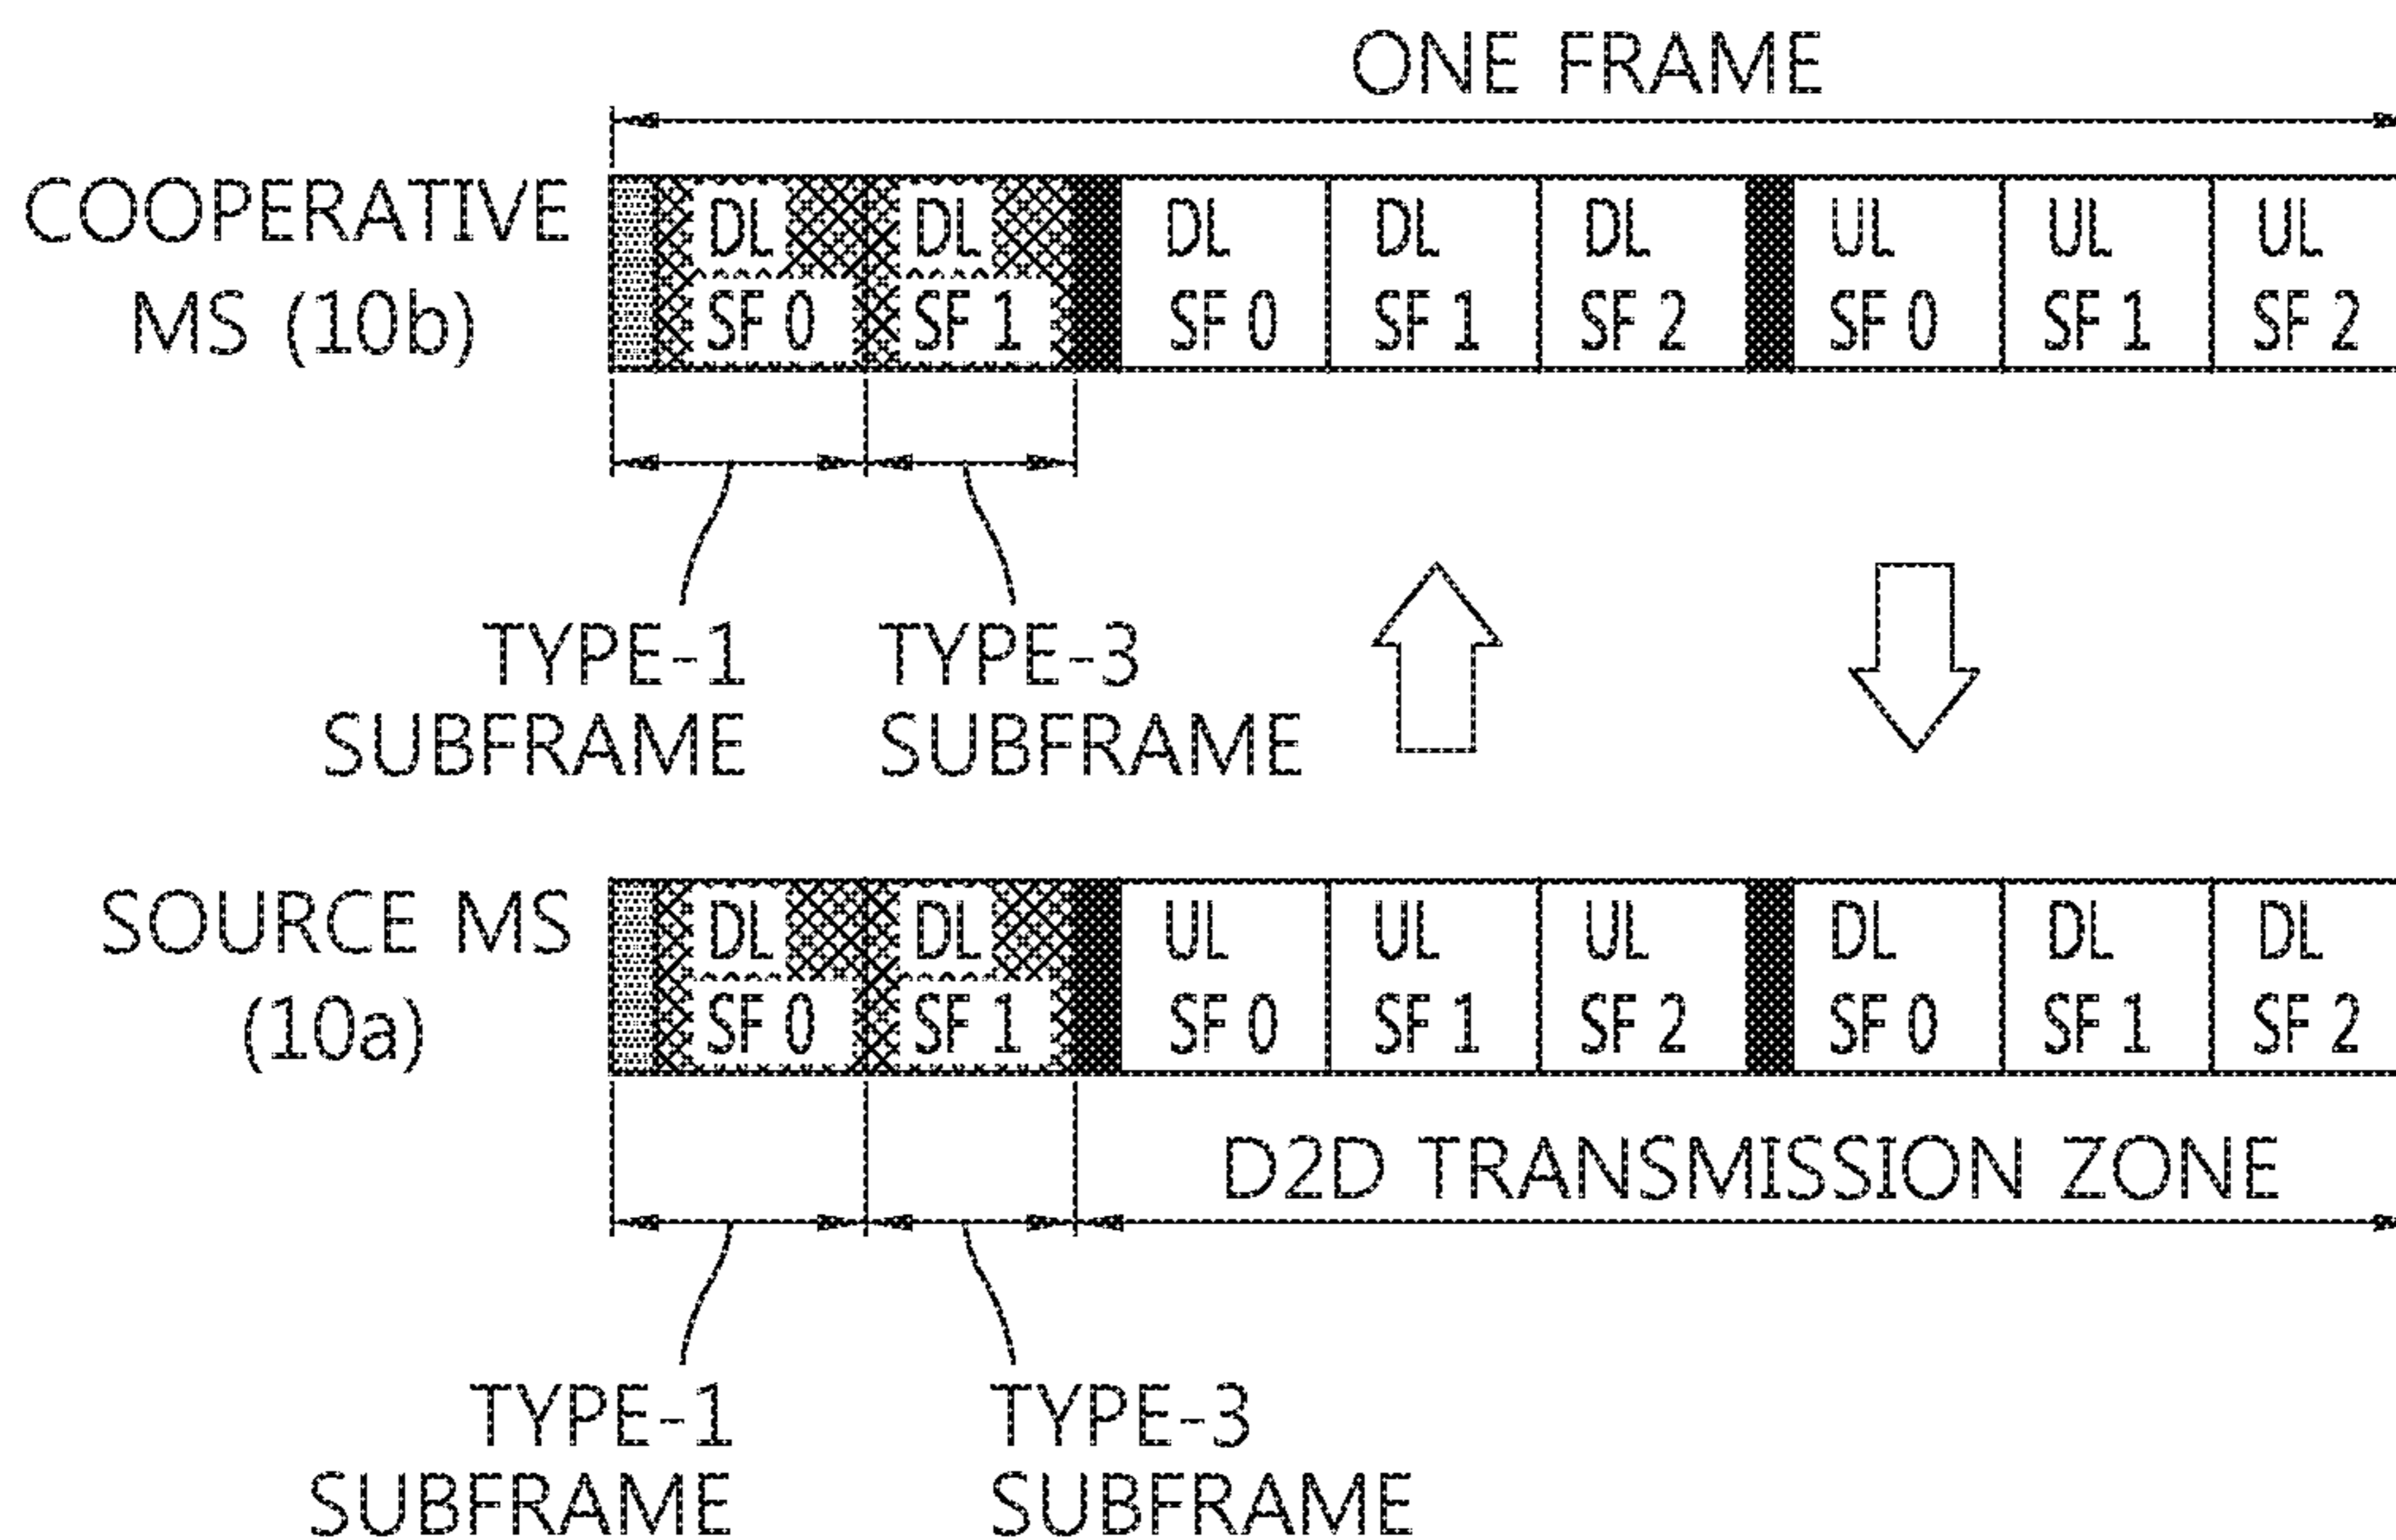 ONE FRAME
COOPERATIVE
MS (10b)
DL DL DL DL DL UL UL UL
SF 0 SF 1 SF 0 SF 1 SF 2 SF 0 SF 1 SF 2
TYPE-1 TYPE-3
SUBFRAME SUBFRAME
SOURCE MS
(10a)
DL DL UL UL UL DL DL DL
SF 0 SF 1 SF 0 SF 1 SF 2 SF 0 SF 1 SF 2
D2D TRANSMISSION ZONE
TYPE-1 TYPE-3
SUBFRAME SUBFRAME